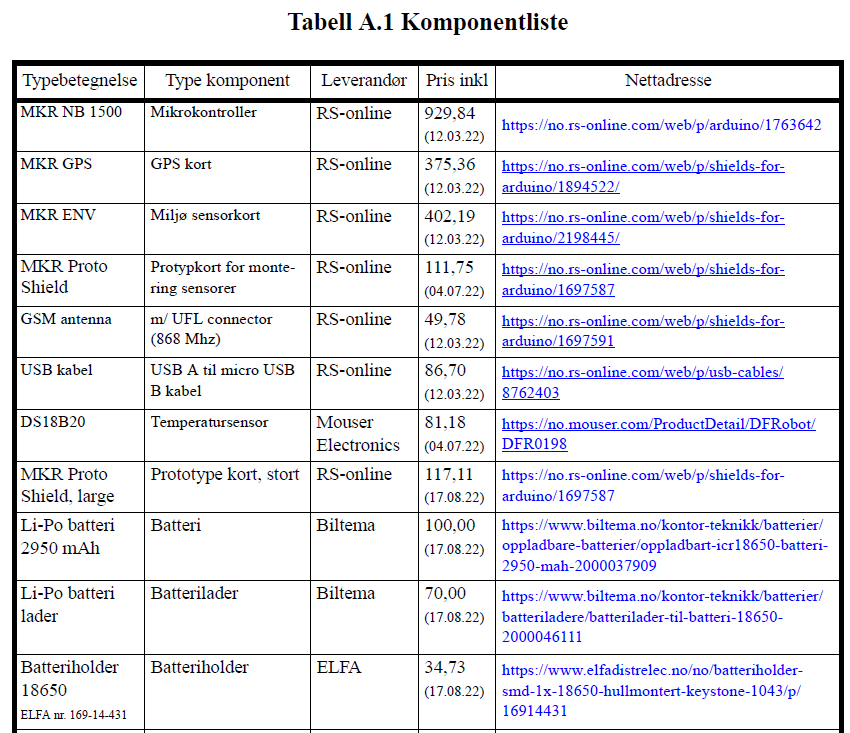 Tabell A.1 Komponentliste
Typebetegnelse Type komponent Leverandør Pris inkl Nettadresse
MKR NB 1500 Mikrokontroller RS-online 929,84
(12.03.22)
https://no.rs-online.com/web/p/arduino/1763642
MKR GPS GPS kort RS-online 375,36
(12.03.22)
https://no.rs-online.com/web/p/shields-for-
arduino/1894522/
MKR ENV Miljø sensorkort RS-online 402,19
(12.03.22)
https://no.rs-online.com/web/p/shields-for-
arduino/2198445/
MKR Proto
Shield
Protypkort for monte-
ring sensorer
RS-online
111,75
(04.07.22)
https://no.rs-online.com/web/p/shields-for-
arduino/1697587
GSM antenna
m/ UFL connector
(868 Mhz)
RS-online
49,78
(12.03.22)
https://no.rs-online.com/web/p/shields-for-
arduino/1697591
USB kabel
USB A til micro USB
B kabel
RS-online
86,70
(12.03.22)
https://no.rs-online.com/web/p/usb-cables/
8762403
DS18B20
Temperatursensor
Mouser
Electronics
81,18
(04.07.22)
https://no.mouser.com/ProductDetail/DFRobot/
DFR0198
MKR Proto
Shield, large
Prototype kort, stort
RS-online
117,11
(17.08.22)
https://no.rs-online.com/web/p/shields-for-
arduino/1697587
Li-Po batteri
2950 mAh
Batteri
Biltema
100,00
(17.08.22)
https://www.biltema.no/kontor-teknikk/batterier/
oppladbare-batterier/oppladbart-icr18650-batteri-
2950-mah-2000037909
Li-Po batteri
lader
Batterilader
Biltema
70,00
(17.08.22)
https://www.biltema.no/kontor-teknikk/batterier/
batteriladere/batterilader-til-batteri-18650-
2000046111
Batteriholder
18650
ELFA nr. 169-14-431
Batteriholder
ELFA
34,73
(17.08.22)
https://www.elfadistrelec.no/no/batteriholder-
smd-1x-18650-hullmontert-keystone-1043/p/
16914431